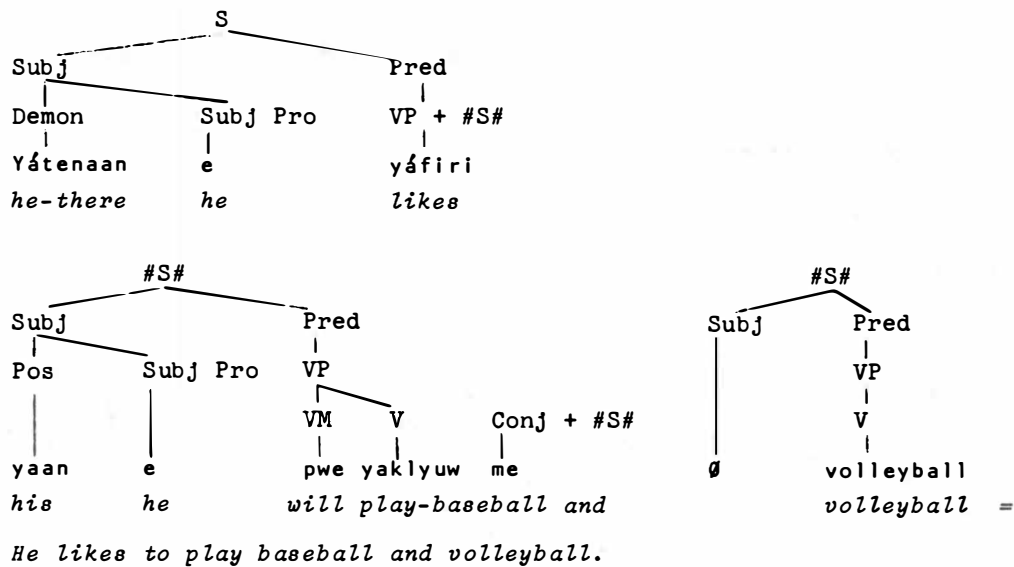 S
Subj Pred
Demon Subj Pro VP + #S#
Yátenaan e yáfiri
he-there he likes
#S# #S#
Subj Pred Subj Pred
Pos Subj Pro VP VP
VM V Conj + #S# V
yaan e pwe yaklyuw me Ø volleyball
his he will play-baseball and volleyball =
He likes to play baseball and volleyball.